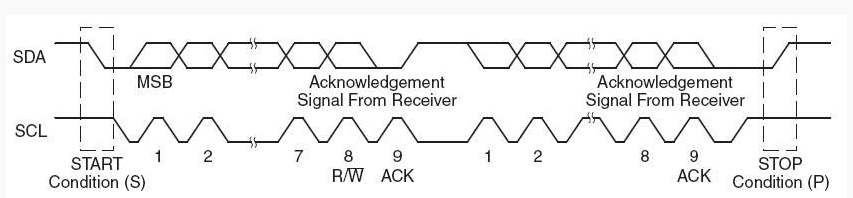 SDA
MSB
Acknowledgement
Signal From Receiver
Acknowledgement
Signal From Receiver
SCL
START
Condition (S)
1 2 7 8 9 1 2 8 9
R/W ACK ACK
STOP
Condition (P)